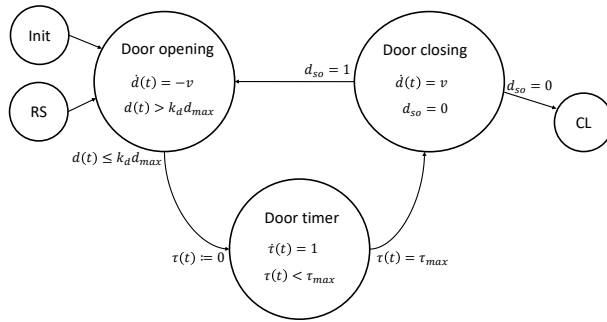 Init
RS
Door opening
ḋ(t) = −v
d(t) > k_d d_max
d_so = 1
Door closing
ḋ(t) = v
d_so = 0
d_so = 0
CL
d(t) ≤ k_d d_max
τ(t) ≔ 0
Door timer
τ̇(t) = 1
τ(t) < τ_max
τ(t) = τ_max